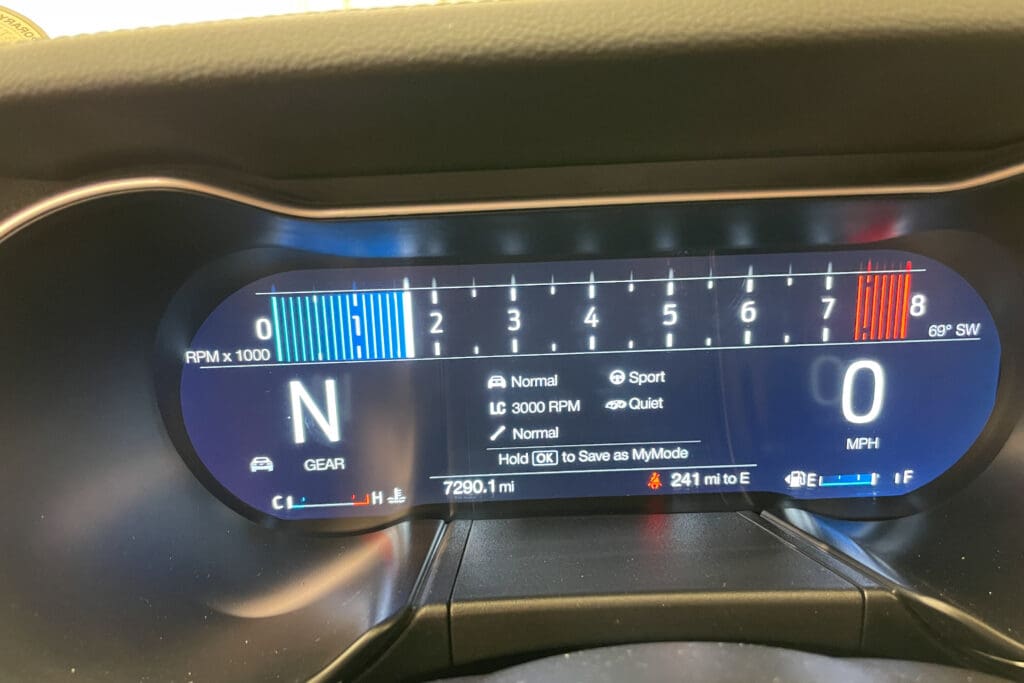 0 1 2 3 4 5 6 7 8
RPM x 1000
69° SW
N
GEAR
Normal
Sport
LC 3000 RPM
Quiet
Normal
Hold OK to Save as MyMode
0
MPH
C H
7290.1 mi
241 mi to E
E F